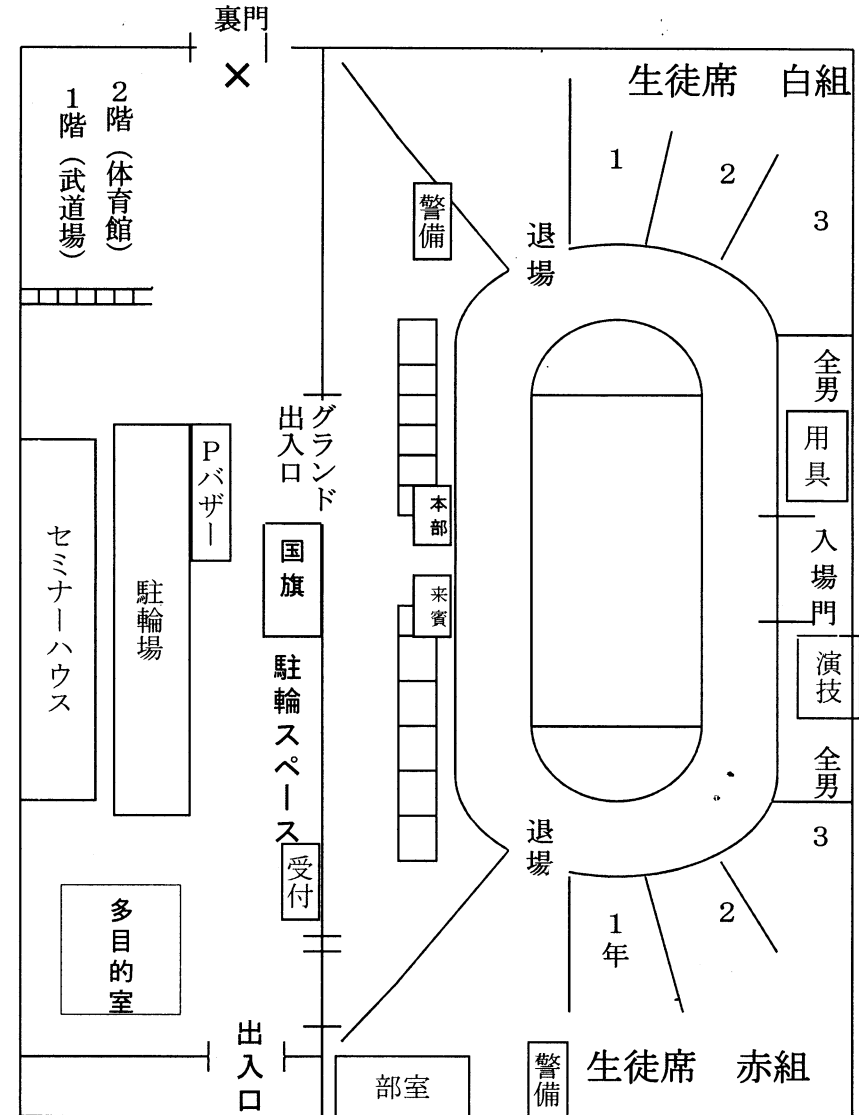 裏門
×
生徒席 白組
2階(体育館)
1階(武道場)
1
2
3
警備
退場
全男
用具
グランド
出入口
Pバザー
本部
国旗
入場門
セミナーハウス
駐輪場
来賓
演技
駐輪スペース
全男
退場
3
受付
多目的室
1年
2
出入口
部室
警備
生徒席 赤組